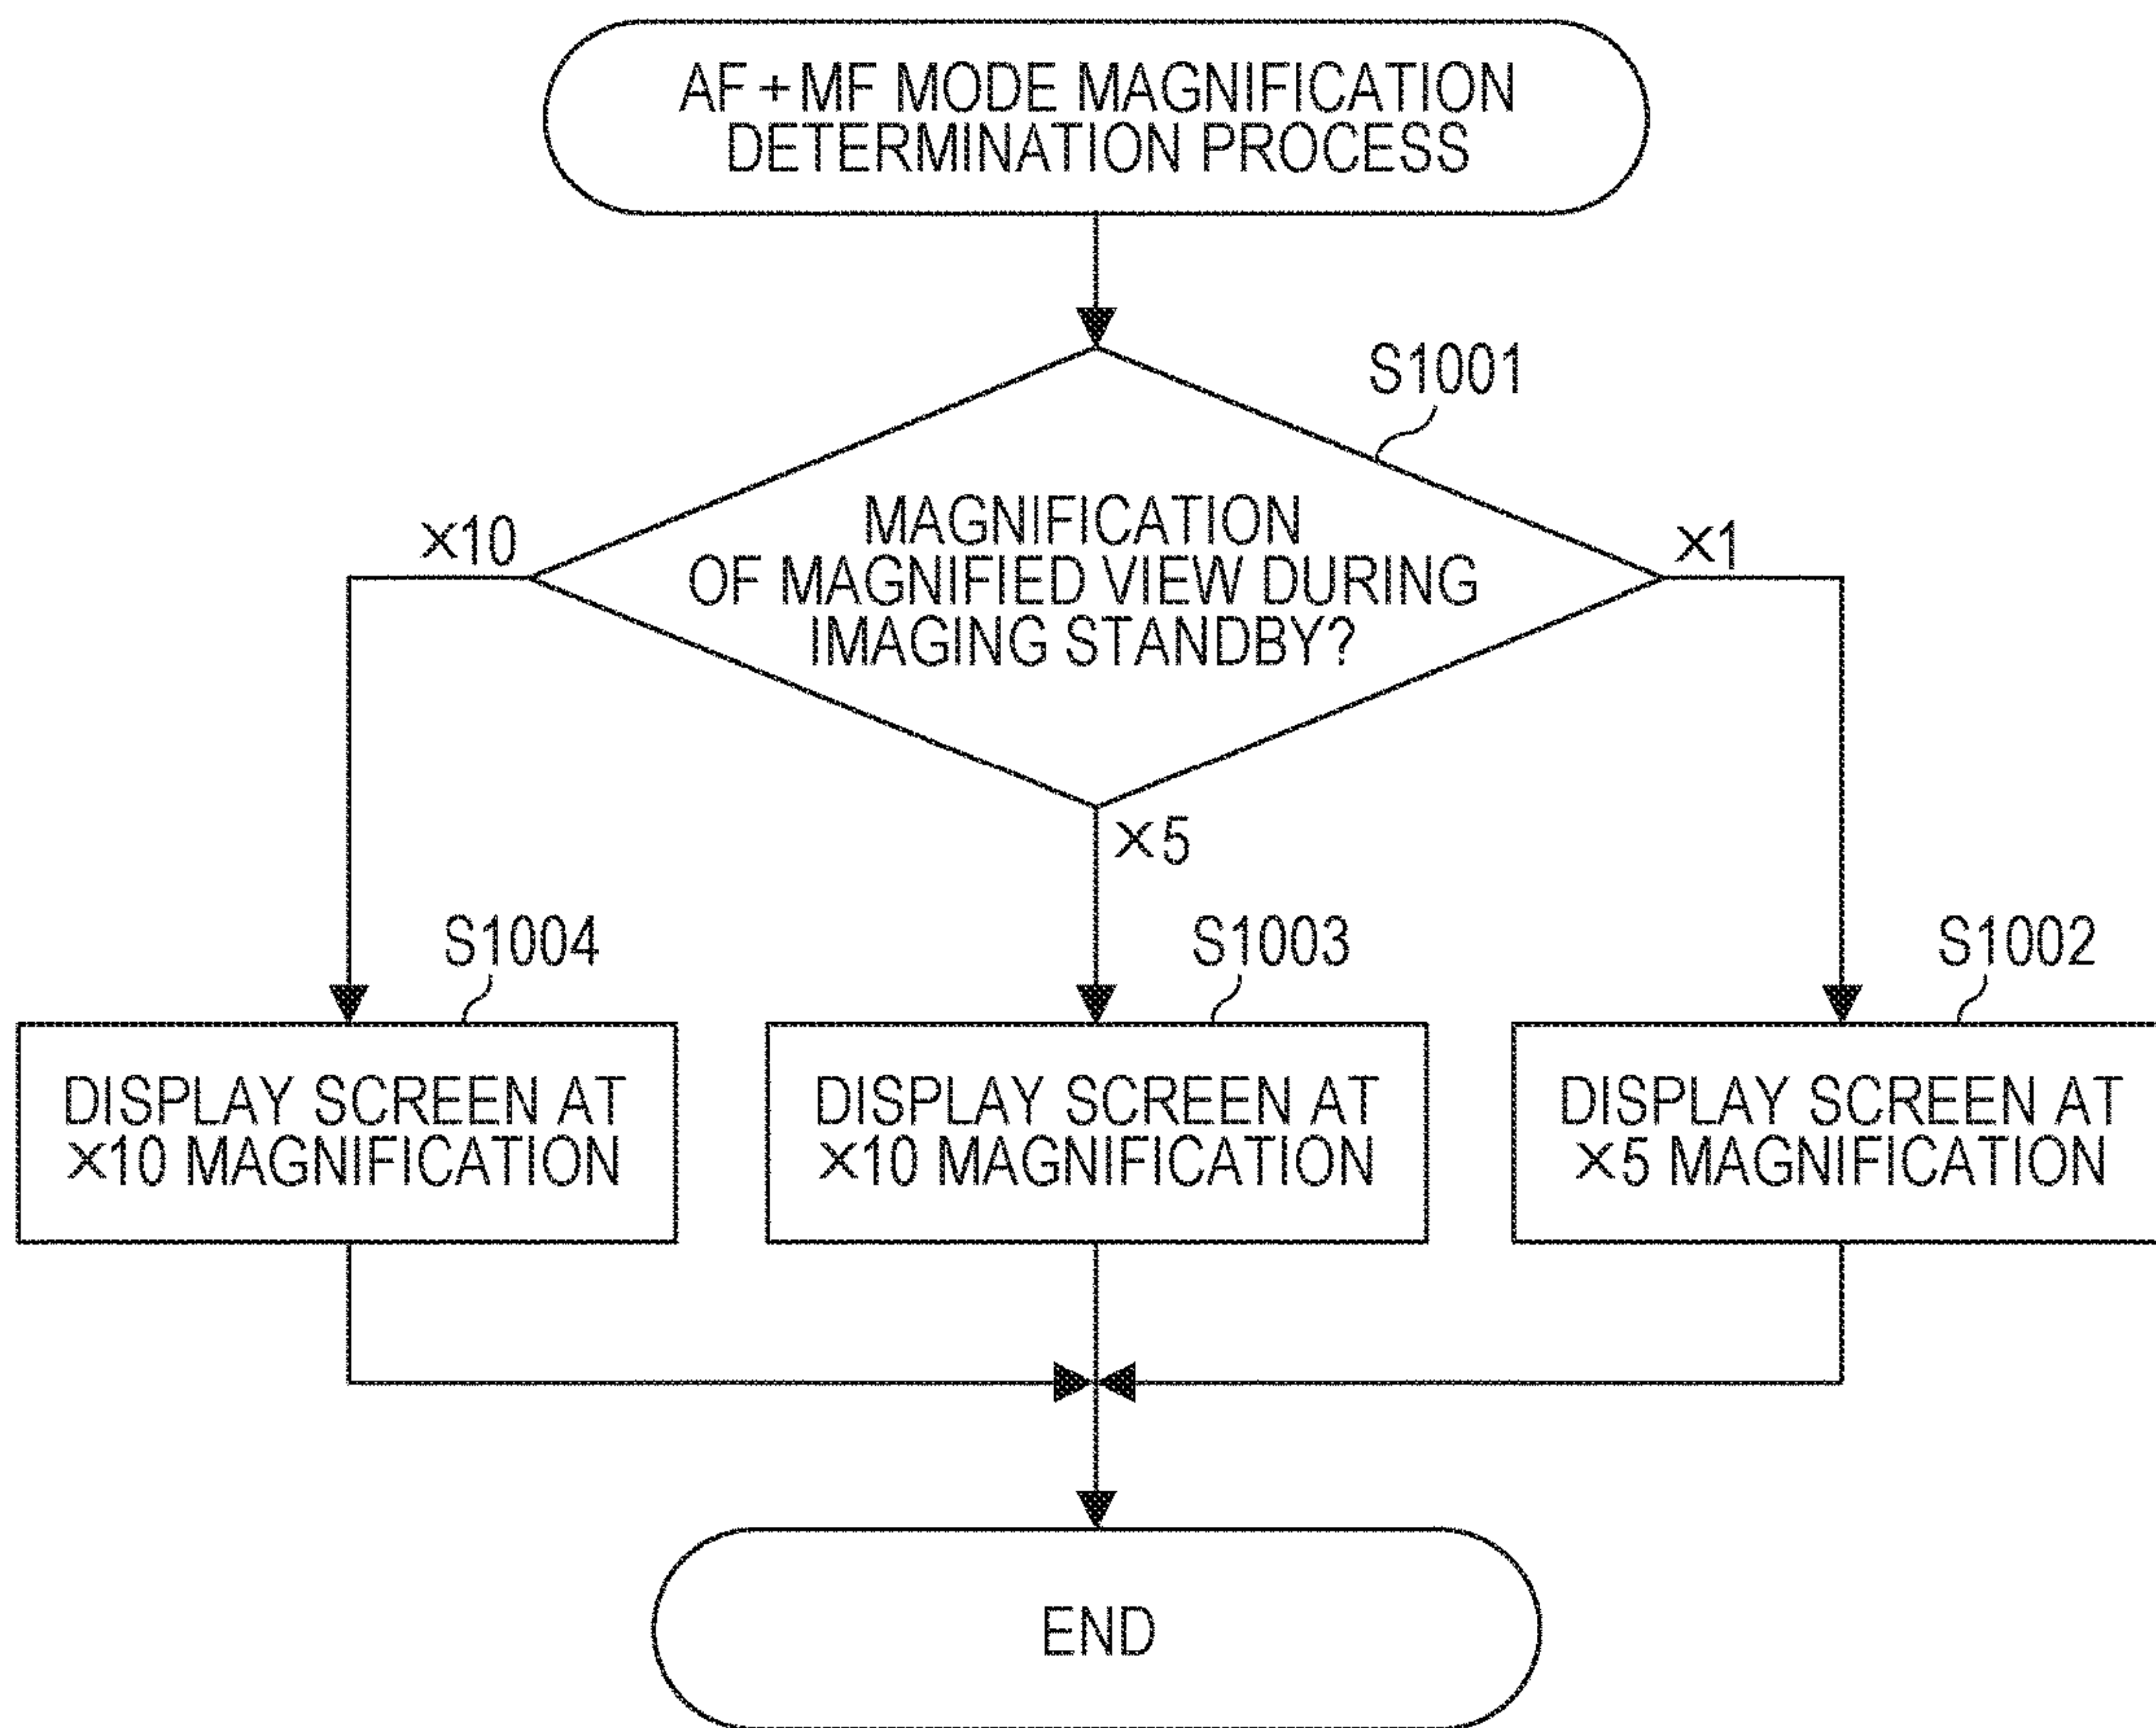 AF+MF MODE MAGNIFICATION
DETERMINATION PROCESS
S1001
MAGNIFICATION
OF MAGNIFIED VIEW DURING
IMAGING STANDBY?
×10
×1
×5
S1004
S1003
S1002
DISPLAY SCREEN AT
×10 MAGNIFICATION
DISPLAY SCREEN AT
×10 MAGNIFICATION
DISPLAY SCREEN AT
×5 MAGNIFICATION
END